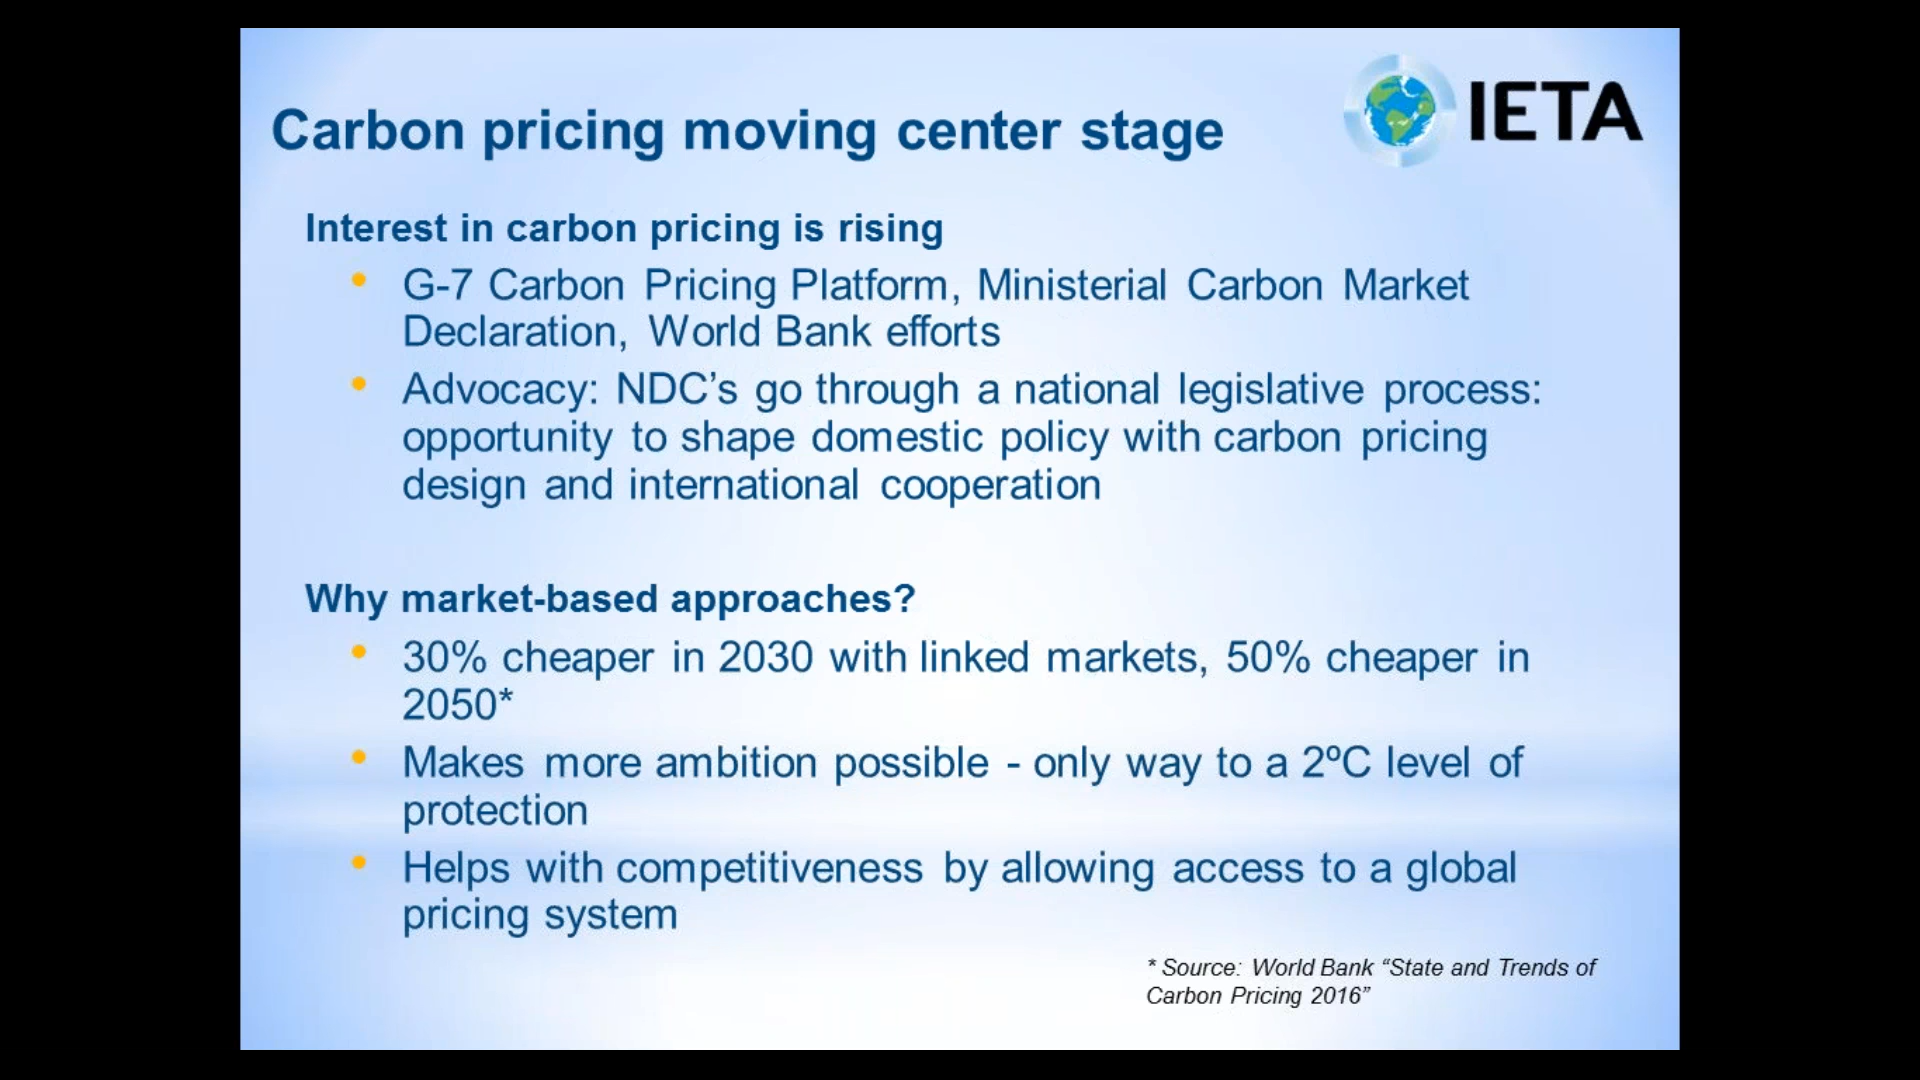 IETA
Carbon pricing moving center stage
Interest in carbon pricing is rising
• G-7 Carbon Pricing Platform, Ministerial Carbon Market
Declaration, World Bank efforts
• Advocacy: NDC’s go through a national legislative process:
opportunity to shape domestic policy with carbon pricing
design and international cooperation
Why market-based approaches?
• 30% cheaper in 2030 with linked markets, 50% cheaper in
2050*
• Makes more ambition possible - only way to a 2ºC level of
protection
• Helps with competitiveness by allowing access to a global
pricing system
* Source: World Bank “State and Trends of
Carbon Pricing 2016”